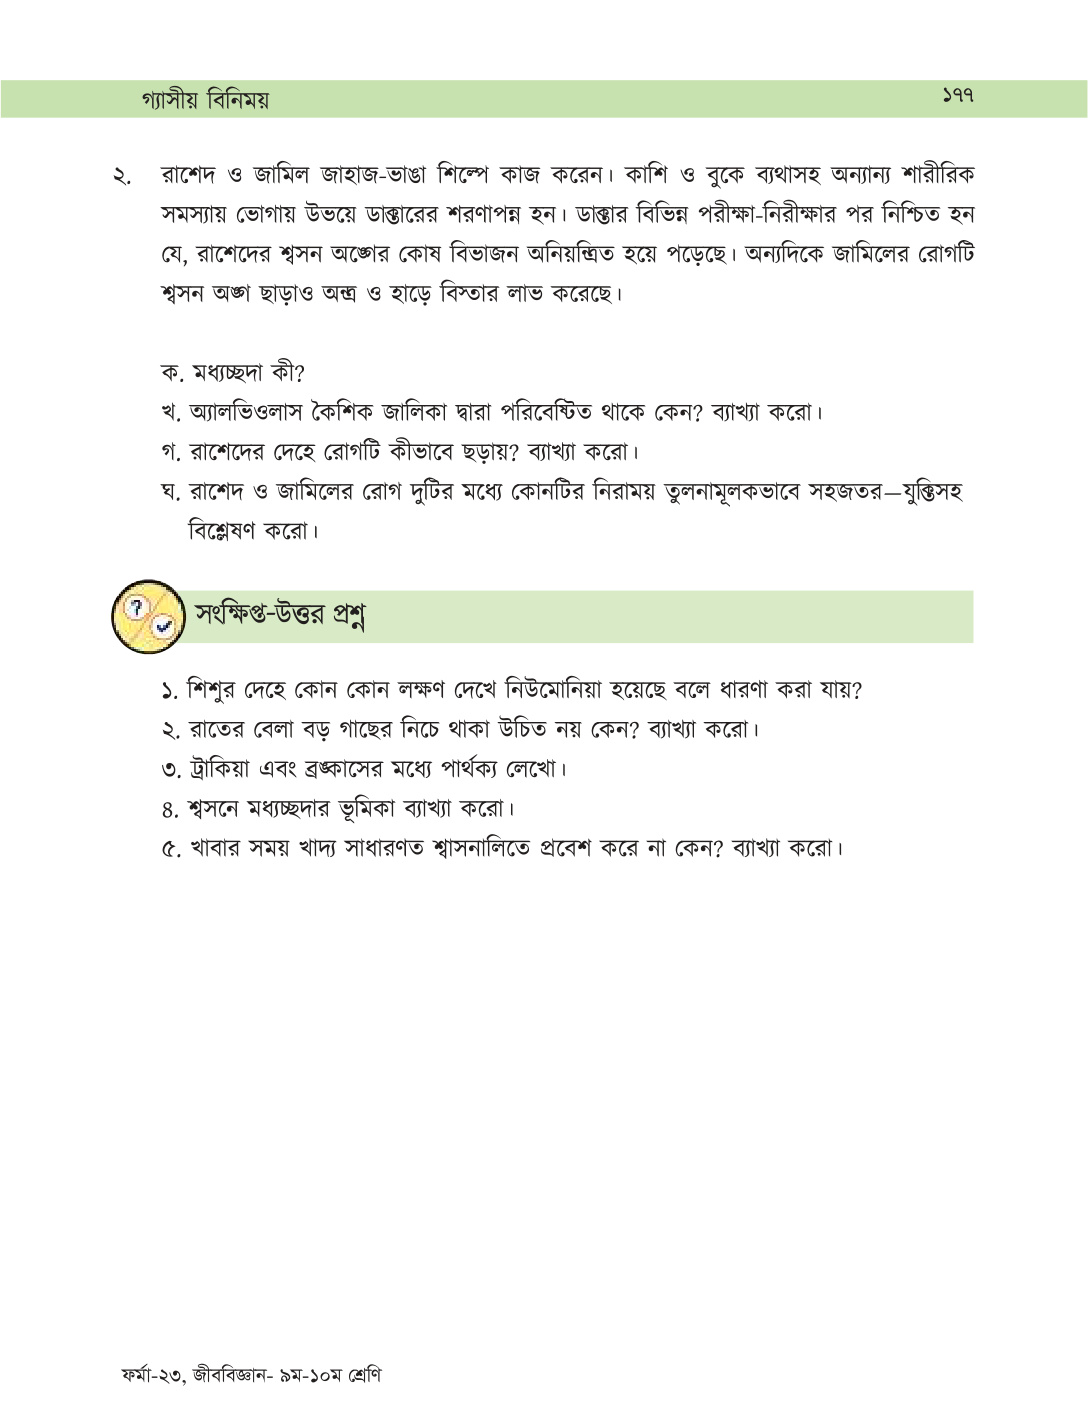 গ্যাসীয় বিনিময়
১৭৭
২. রাশেদ ও জামিল জাহাজ-ভাঙা শিল্পে কাজ করেন। কাশি ও বুকে ব্যথাসহ অন্যান্য শারীরিক
সমস্যায় ভোগায় উভয়ে ডাক্তারের শরণাপন্ন হন। ডাক্তার বিভিন্ন পরীক্ষা-নিরীক্ষার পর নিশ্চিত হন
যে, রাশেদের শ্বসন অঙ্গের কোষ বিভাজন অনিয়ন্ত্রিত হয়ে পড়েছে। অন্যদিকে জামিলের রোগটি
শ্বসন অঙ্গ ছাড়াও অন্ত্র ও হাড়ে বিস্তার লাভ করেছে।
ক. মধ্যচ্ছদা কী?
খ. অ্যালভিওলাস কৈশিক জালিকা দ্বারা পরিবেষ্টিত থাকে কেন? ব্যাখ্যা করো।
গ. রাশেদের দেহে রোগটি কীভাবে ছড়ায়? ব্যাখ্যা করো।
ঘ. রাশেদ ও জামিলের রোগ দুটির মধ্যে কোনটির নিরাময় তুলনামূলকভাবে সহজতর—যুক্তিসহ
বিশ্লেষণ করো।
সংক্ষিপ্ত-উত্তর প্রশ্ন
১. শিশুর দেহে কোন কোন লক্ষণ দেখে নিউমোনিয়া হয়েছে বলে ধারণা করা যায়?
২. রাতের বেলা বড় গাছের নিচে থাকা উচিত নয় কেন? ব্যাখ্যা করো।
৩. ট্রাকিয়া এবং ব্রঙ্কাসের মধ্যে পার্থক্য লেখো।
৪. শ্বসনে মধ্যচ্ছদার ভূমিকা ব্যাখ্যা করো।
৫. খাবার সময় খাদ্য সাধারণত শ্বাসনালিতে প্রবেশ করে না কেন? ব্যাখ্যা করো।
ফর্মা-২৩, জীববিজ্ঞান- ৯ম-১০ম শ্রেণি